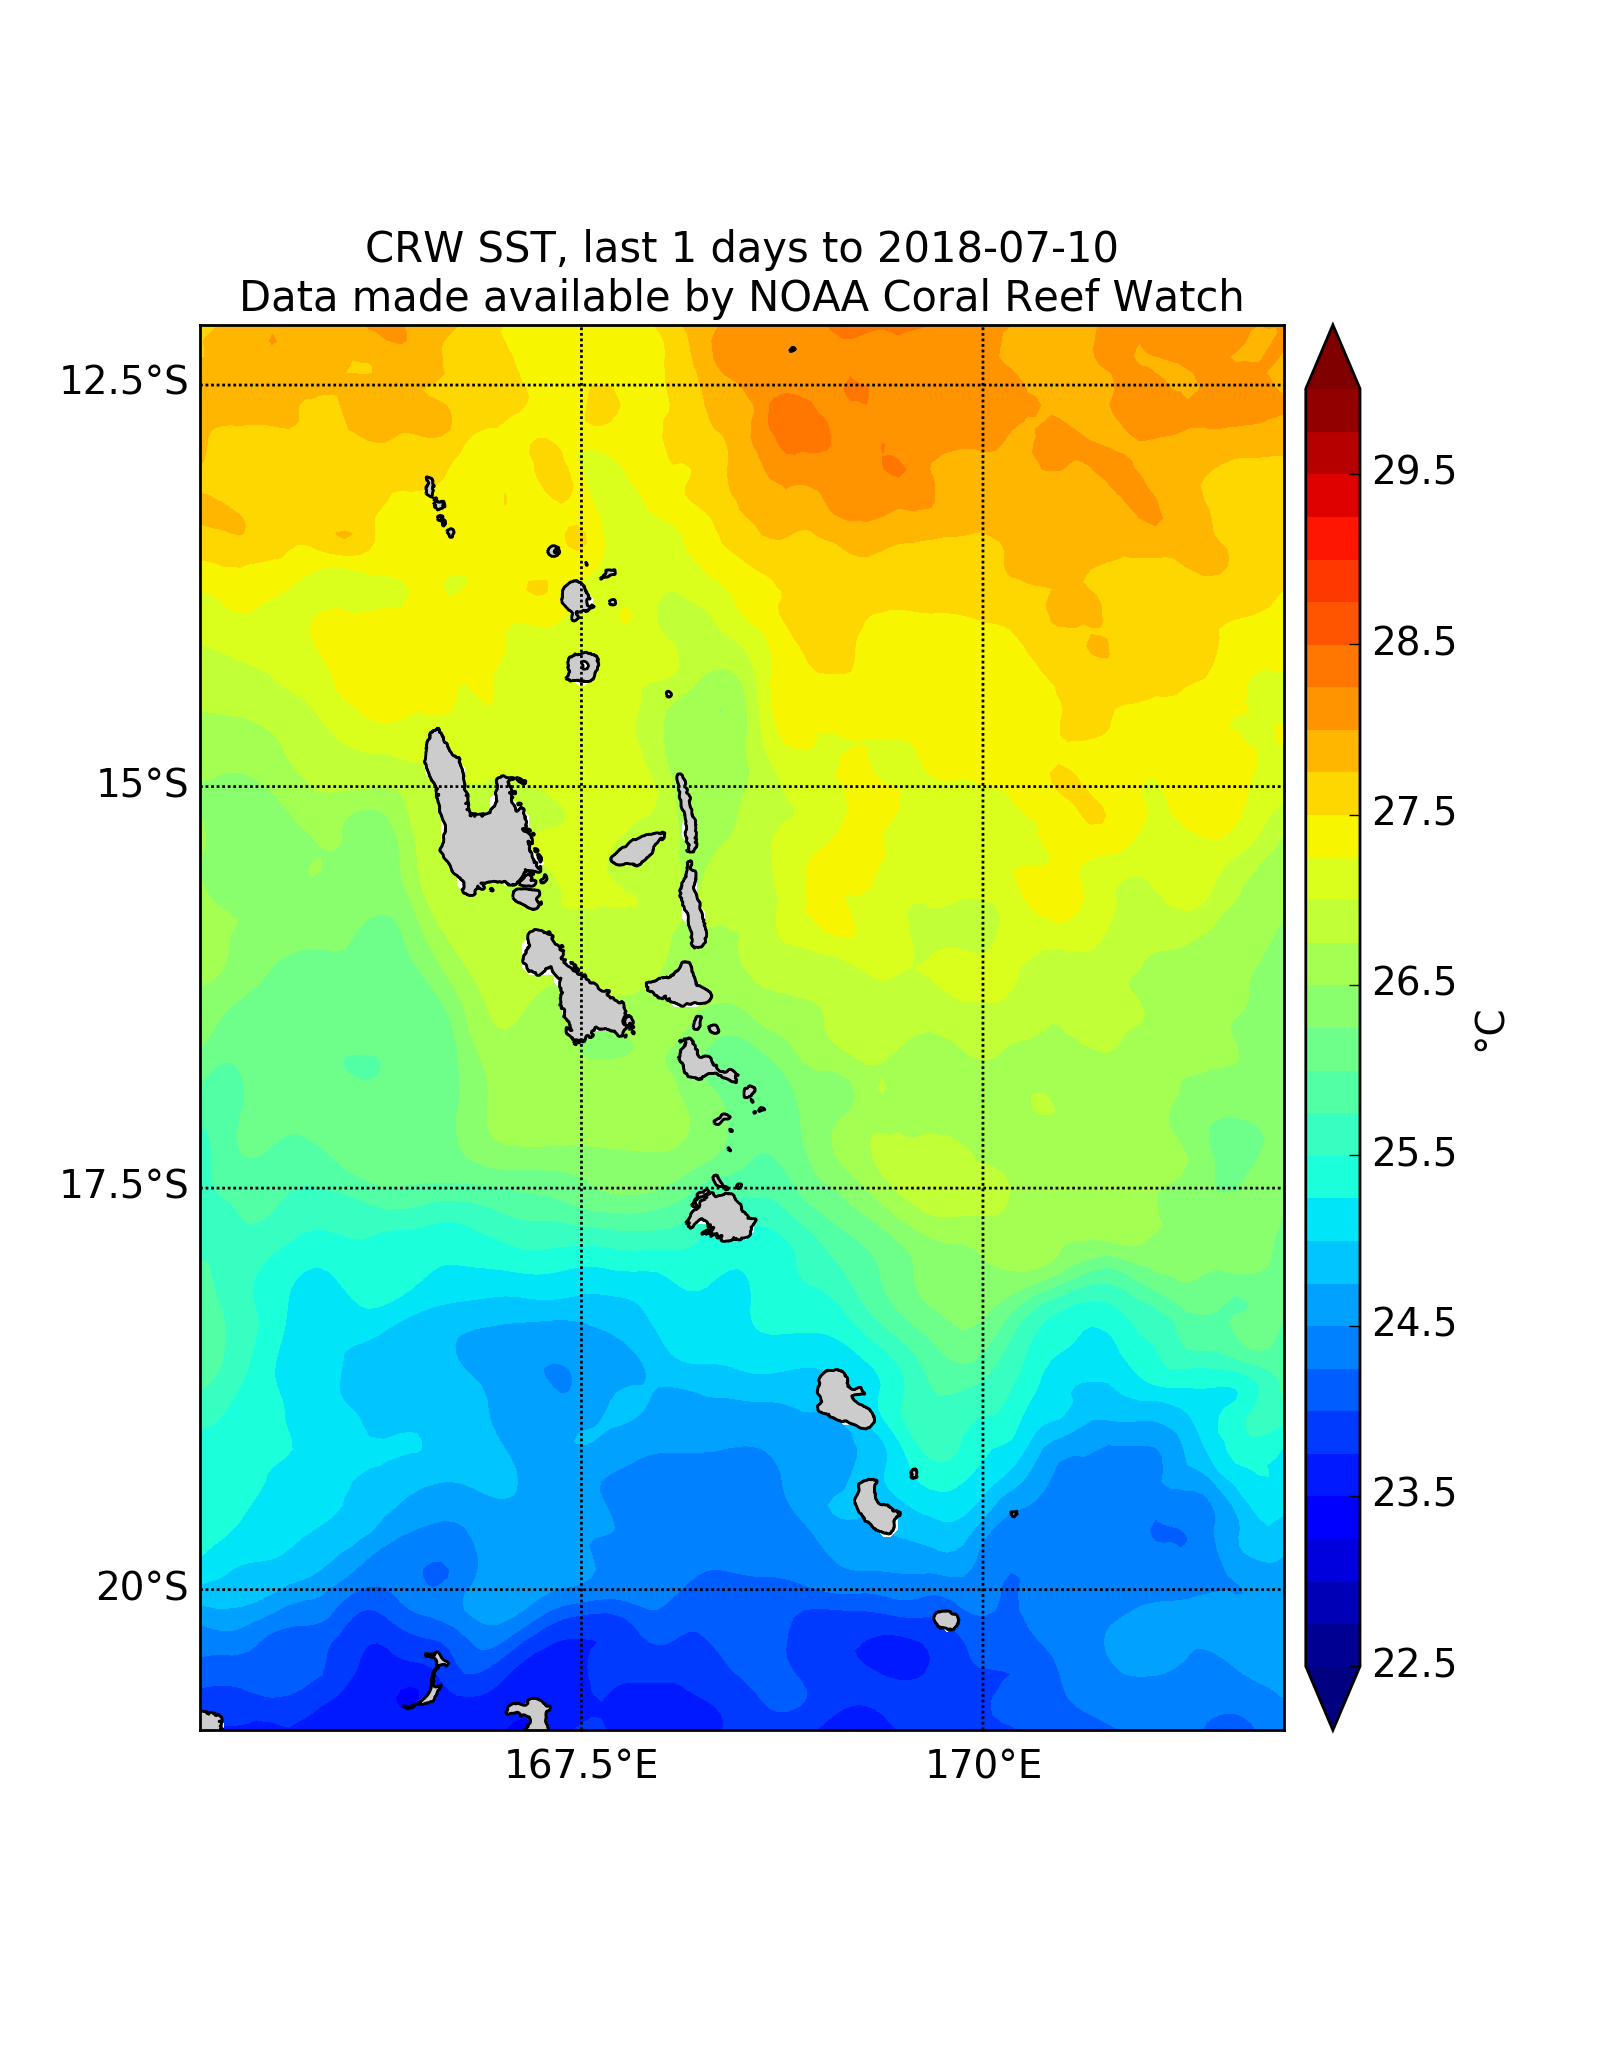 CRW SST, last 1 days to 2018-07-10
Data made available by NOAA Coral Reef Watch
12.5°S
15°S
17.5°S
20°S
167.5°E
170°E
29.5
28.5
27.5
26.5
25.5
24.5
23.5
22.5
°C